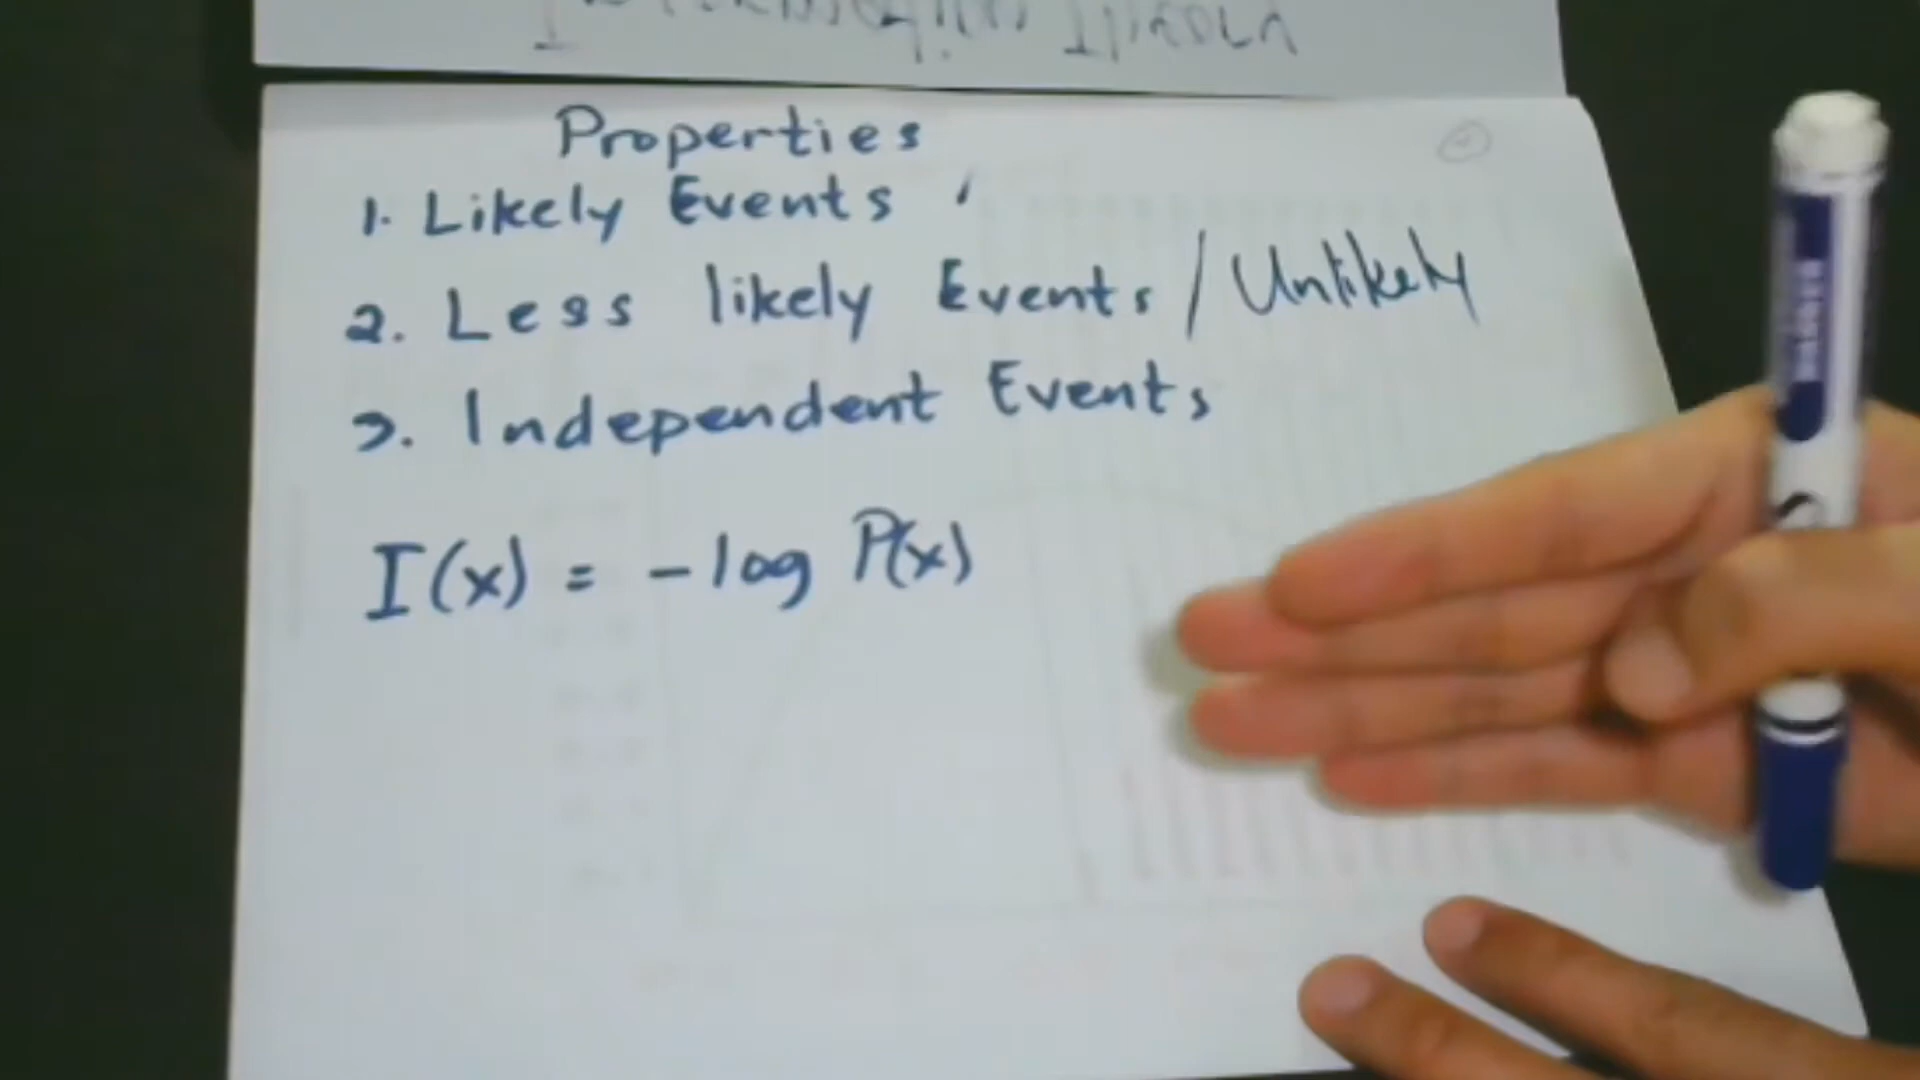 Properties
1. Likely Events
2. Less likely Events / Unlikely
3. Independent Events
I(x) = -log P(x)